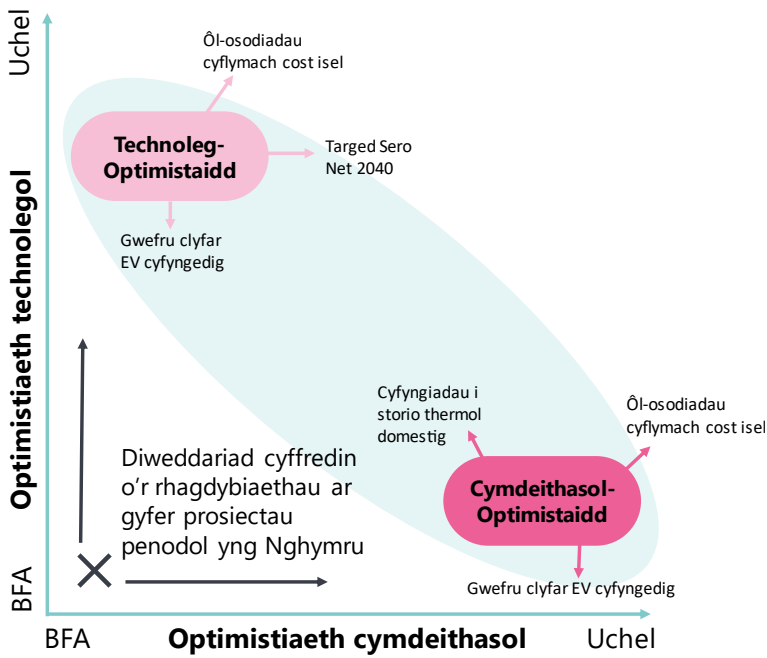 Uchel
Optimistiaeth technolegol
BFA
Ôl-osodiadau
cyflymach cost isel
Technoleg-
Optimistaidd
Targed Sero
Net 2040
Gwefru clyfar
EV cyfyngedig
Cyfyngiadau i
storio thermol
domestig
Ôl-osodiadau
cyflymach cost isel
Cymdeithasol-
Optimistaidd
Gwefru clyfar EV cyfyngedig
Diweddariad cyffredin
o'r rhagdybiaethau ar
gyfer prosiectau
penodol yng Nghymru
BFA
Optimistiaeth cymdeithasol
Uchel